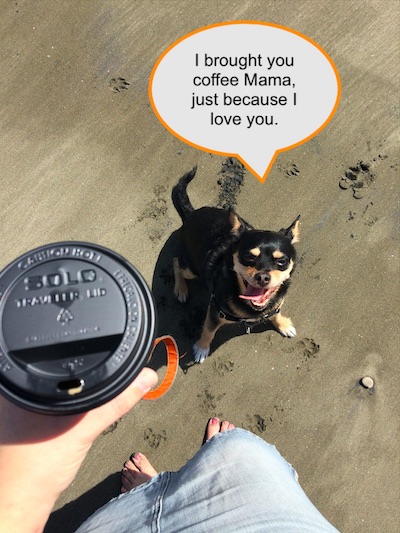 I brought you
coffee Mama,
just because I
love you.
SOLO
TRAVELER LID